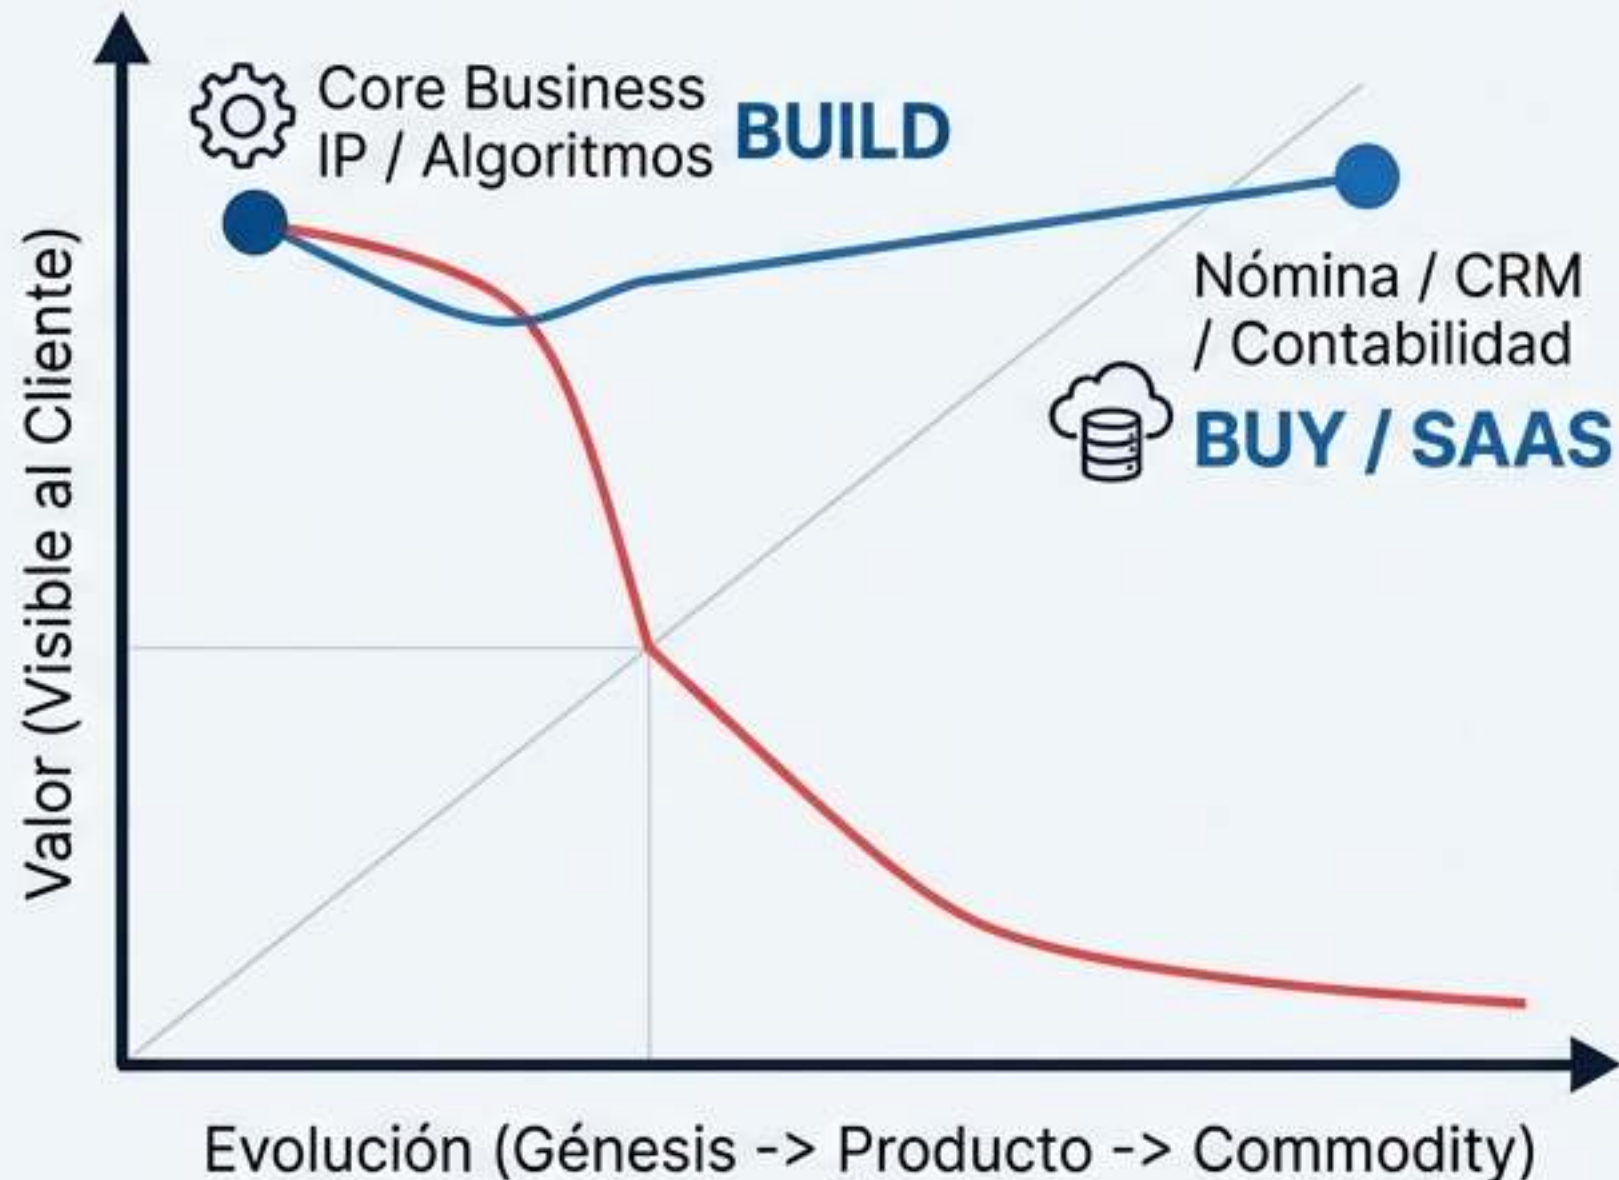 Core Business
IP / Algoritmos
BUILD
Nómina / CRM
/ Contabilidad
BUY / SAAS
Valor (Visible al Cliente)
Evolución (Génesis -> Producto -> Commodity)